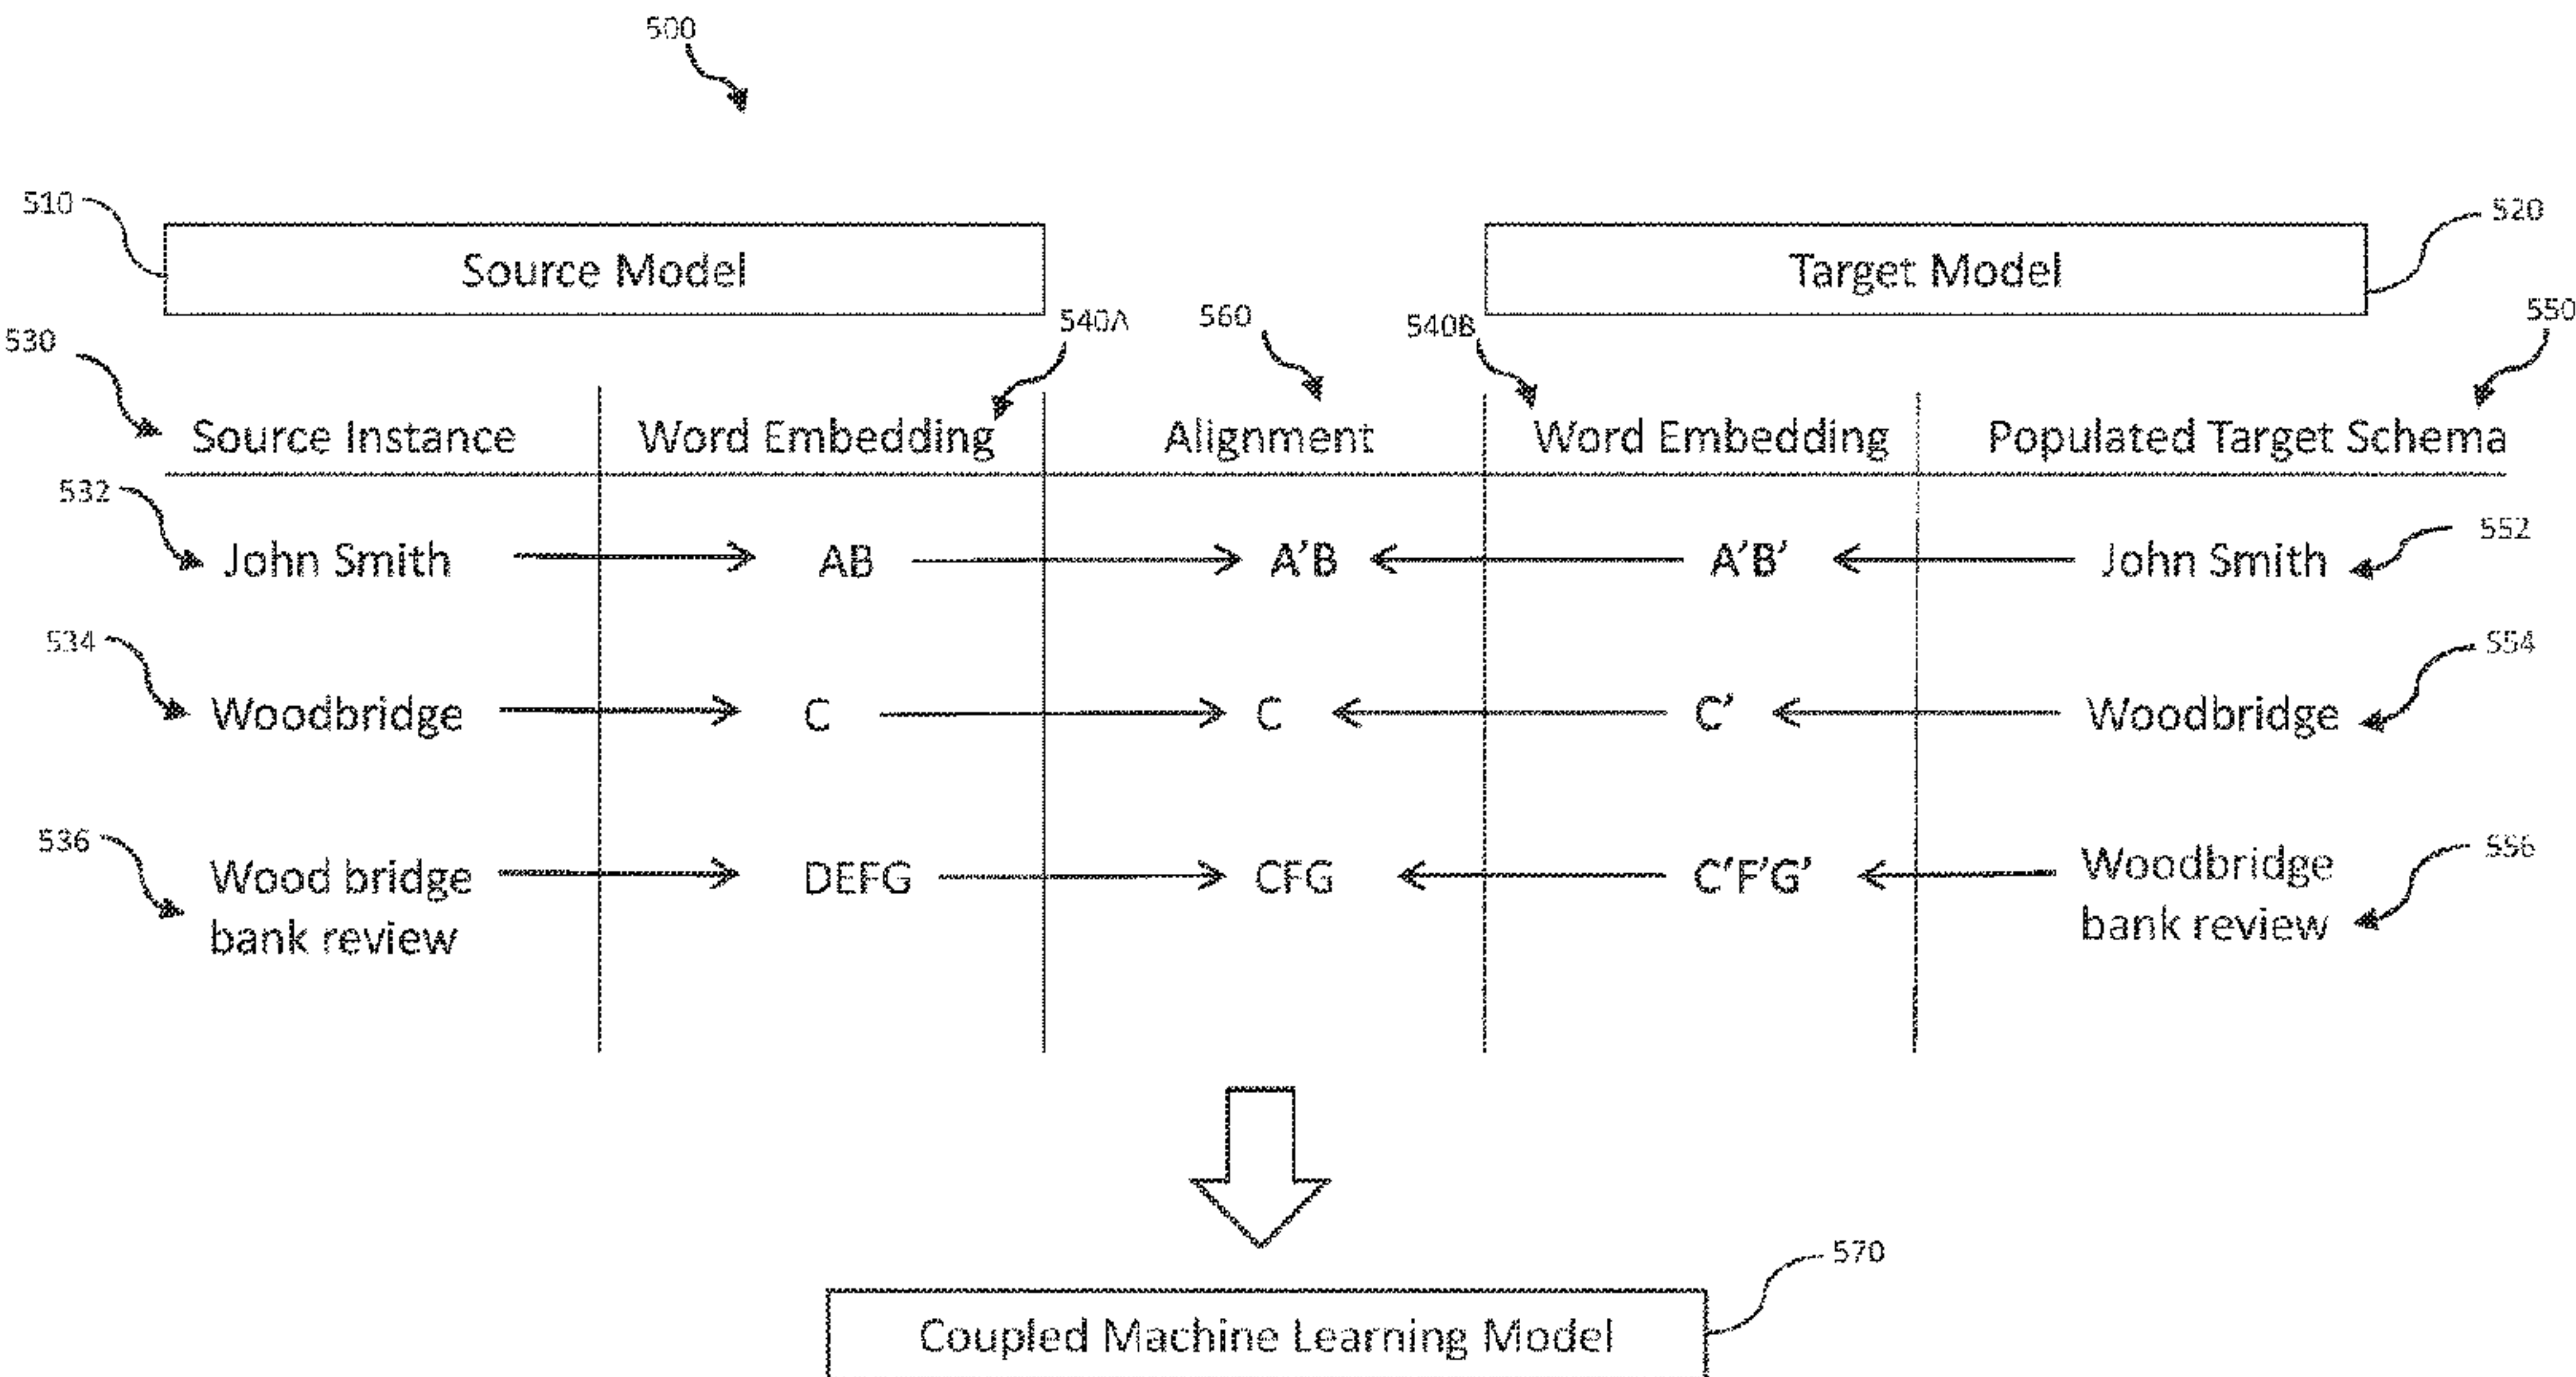 500
510
Source Model
Target Model
520
530
540A
560
540B
550
Source Instance
Word Embedding
Alignment
Word Embedding
Populated Target Schema
532
John Smith
AB
A'B
A'B'
John Smith
552
534
Woodbridge
C
C
C'
Woodbridge
554
536
Wood bridge
bank review
DEFG
CFG
C'F'G'
Woodbridge
bank review
556
570
Coupled Machine Learning Model